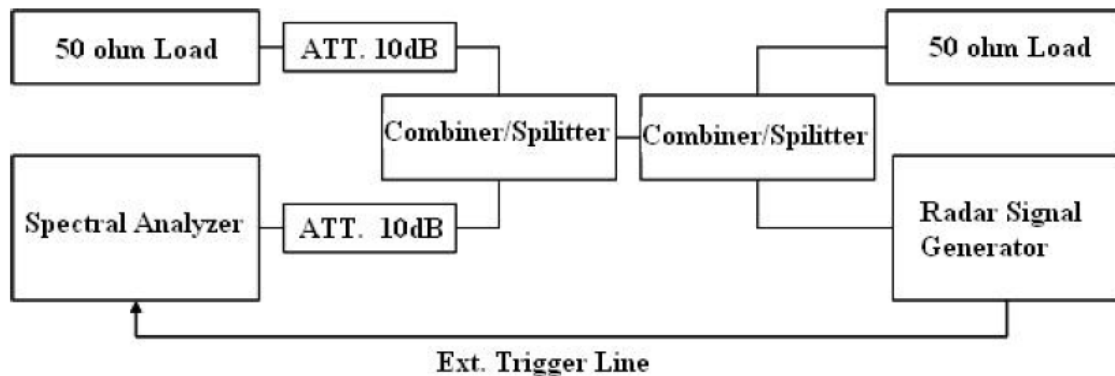 50 ohm Load
ATT. 10dB
50 ohm Load
Combiner/Spilitter
Combiner/Spilitter
Spectral Analyzer
ATT. 10dB
Radar Signal
Generator
Ext. Trigger Line